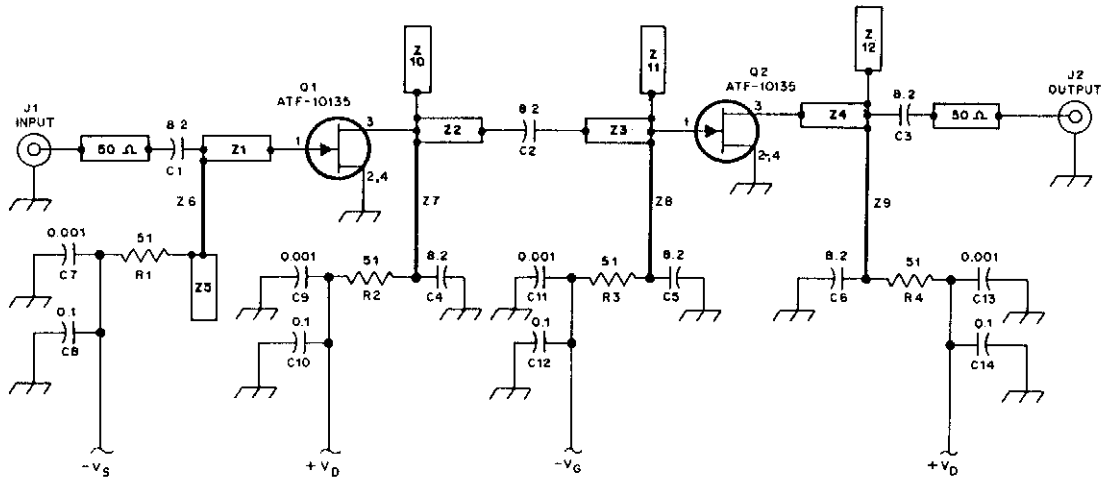 Z 10
Z 11
Z 12
Q1
ATF-10135
Q2
ATF-10135
J1
INPUT
J2
OUTPUT
50 Ω
8.2
C1
Z1
1
3
2,4
Z2
8.2
C2
Z3
1
3
2,4
Z4
8.2
C3
50 Ω
Z6
Z7
Z8
Z9
0.001
C7
51
R1
Z5
0.1
C8
0.001
C9
51
R2
8.2
C4
0.1
C10
0.001
C11
51
R3
8.2
C5
0.1
C12
8.2
C6
51
R4
0.001
C13
0.1
C14
-VS
+VD
-VG
+VD